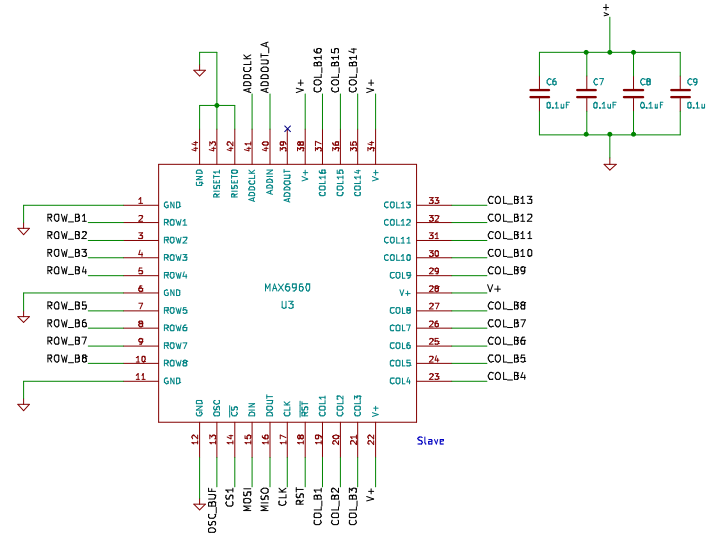 v+
C6
0.1uF
C7
0.1uF
C8
0.1uF
C9
0.1u
ADDCLK
ADDOUT_A
V+
COL_B16
COL_B15
COL_B14
V+
44
43
42
41
40
39
38
37
36
35
34
GND
RISET1
RISET0
ADDCLK
ADDIN
ADDOUT
V+
COL16
COL15
COL14
V+
1 GND COL13 33 COL_B13
ROW_B1 2 ROW1 COL12 32 COL_B12
ROW_B2 3 ROW2 COL11 31 COL_B11
ROW_B3 4 ROW3 COL10 30 COL_B10
ROW_B4 5 ROW4 COL9 29 COL_B9
6 GND V+ 28 V+
ROW_B5 7 ROW5 COL8 27 COL_B8
ROW_B6 8 ROW6 COL7 26 COL_B7
ROW_B7 9 ROW7 COL6 25 COL_B6
ROW_B8 10 ROW8 COL5 24 COL_B5
11 GND COL4 23 COL_B4
MAX6960
U3
GND
OSC
CS
DIN
DOUT
CLK
RST
COL1
COL2
COL3
V+
12
13
14
15
16
17
18
19
20
21
22
Slave
OSC_BUF
CS1
MOSI
MISO
CLK
RST
COL_B1
COL_B2
COL_B3
V+